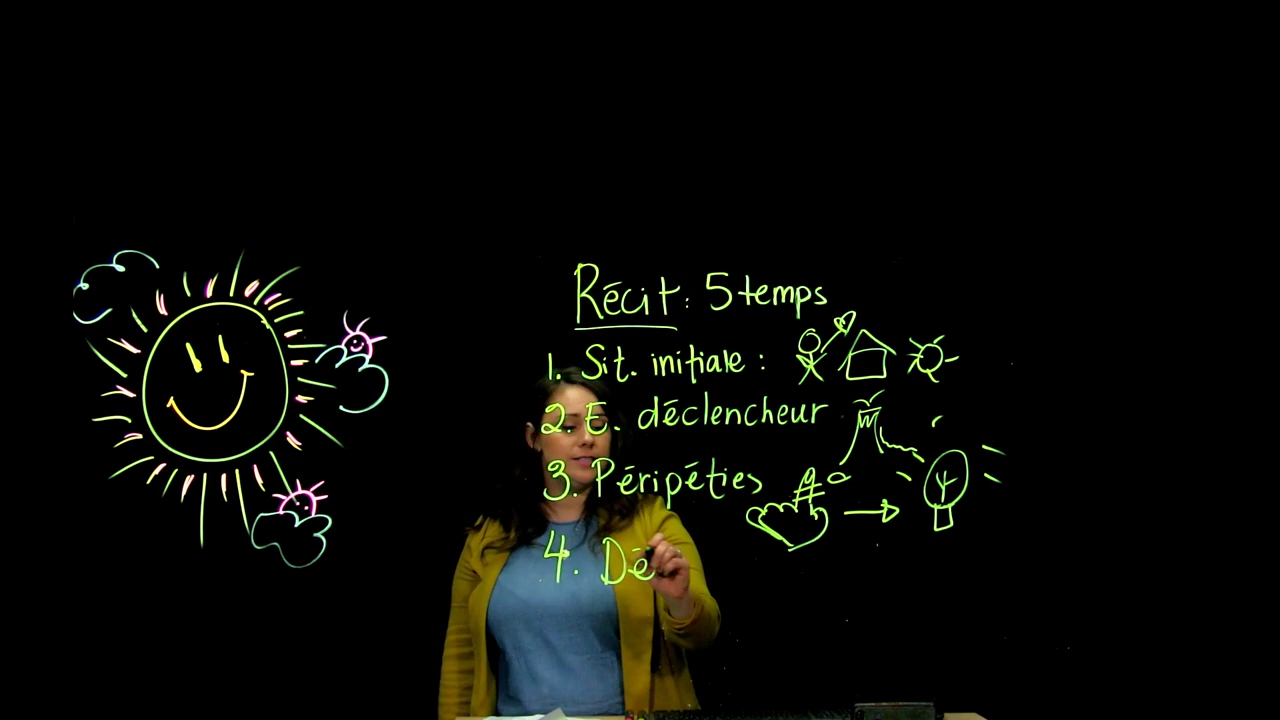 Récit : 5 temps
1. Sit. initiale :
2. E. déclencheur
3. Péripéties
4. Dé